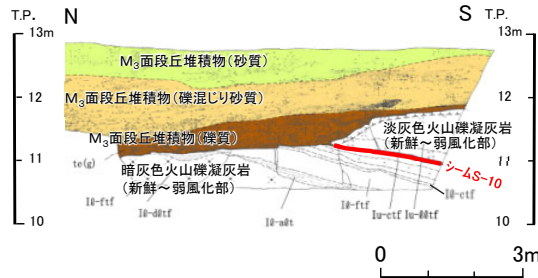 T.P. N S T.P.
13m 13m
M₃面段丘堆積物(砂質)
12 12
M₃面段丘堆積物(礫混じり砂質)
M₃面段丘堆積物(礫質)
淡灰色火山礫凝灰岩
(新鮮～弱風化部)
11 te(g) 11
暗灰色火山礫凝灰岩
(新鮮～弱風化部)
シームS-10
10 10
0 3m